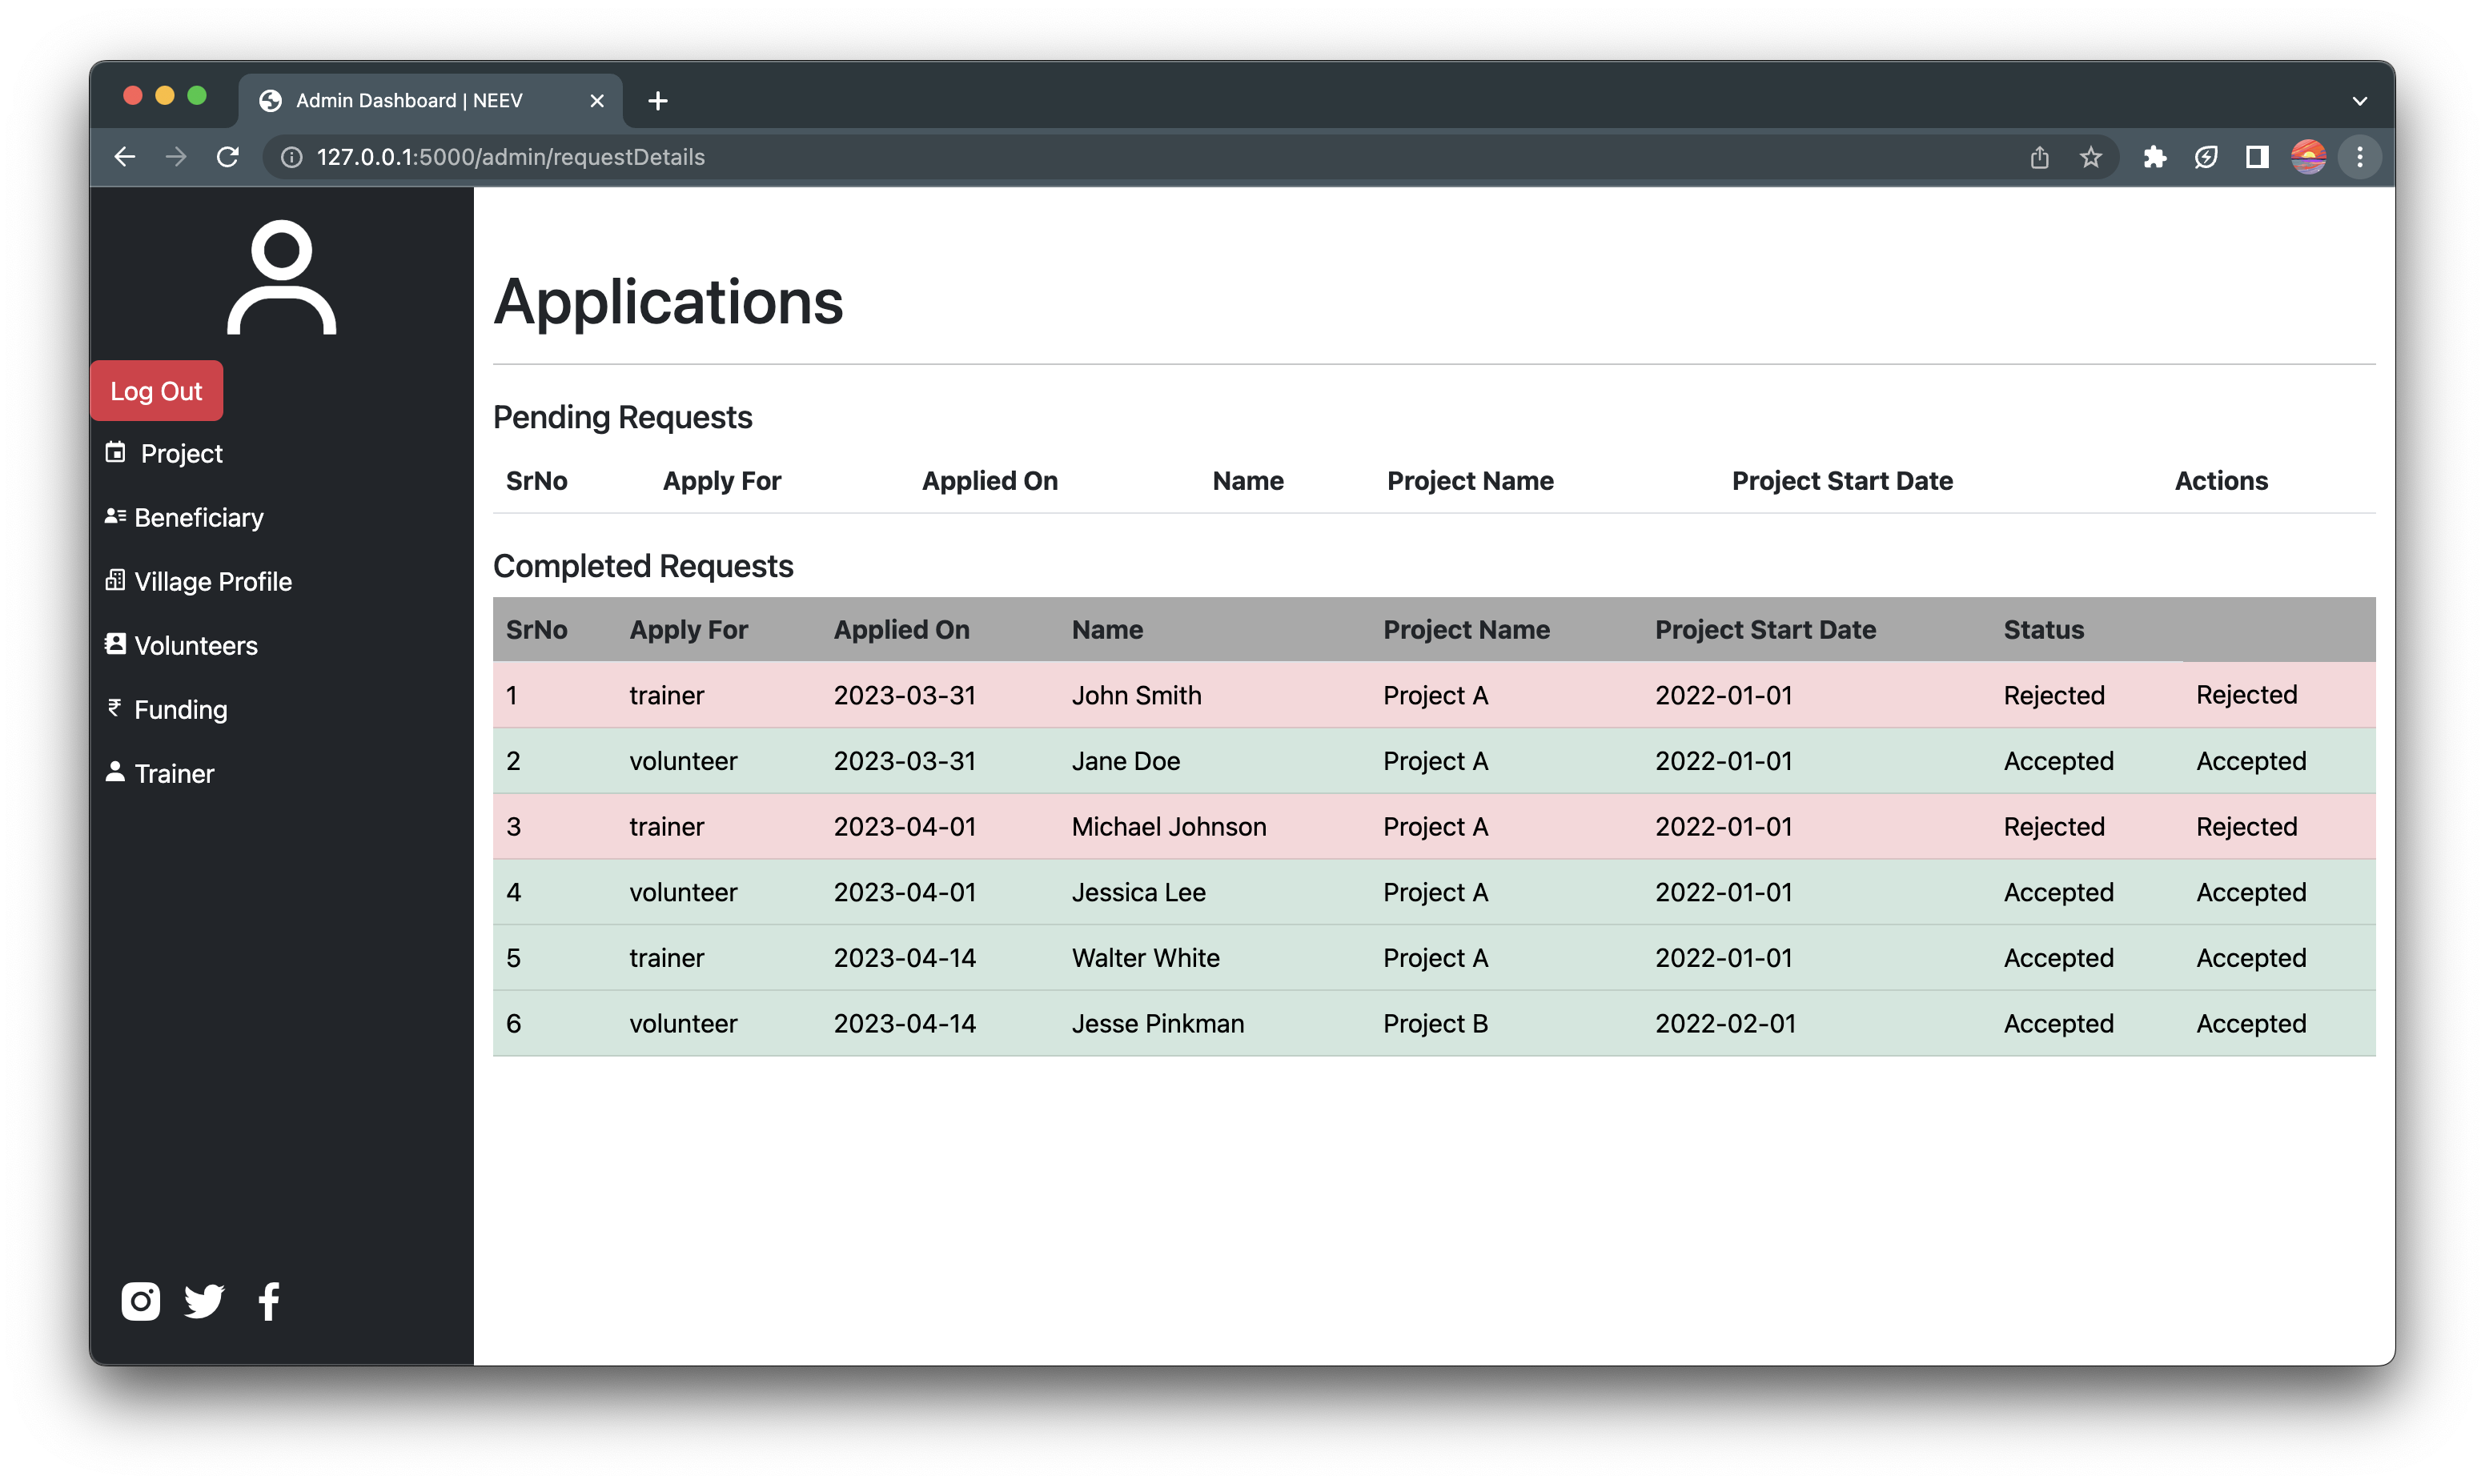 Admin Dashboard | NEEV
127.0.0.1:5000/admin/requestDetails
Log Out
Project
Beneficiary
Village Profile
Volunteers
Funding
Trainer
Applications
Pending Requests
SrNo Apply For Applied On Name Project Name Project Start Date Actions
Completed Requests
SrNo Apply For Applied On Name Project Name Project Start Date Status
1 trainer 2023-03-31 John Smith Project A 2022-01-01 Rejected Rejected
2 volunteer 2023-03-31 Jane Doe Project A 2022-01-01 Accepted Accepted
3 trainer 2023-04-01 Michael Johnson Project A 2022-01-01 Rejected Rejected
4 volunteer 2023-04-01 Jessica Lee Project A 2022-01-01 Accepted Accepted
5 trainer 2023-04-14 Walter White Project A 2022-01-01 Accepted Accepted
6 volunteer 2023-04-14 Jesse Pinkman Project B 2022-02-01 Accepted Accepted